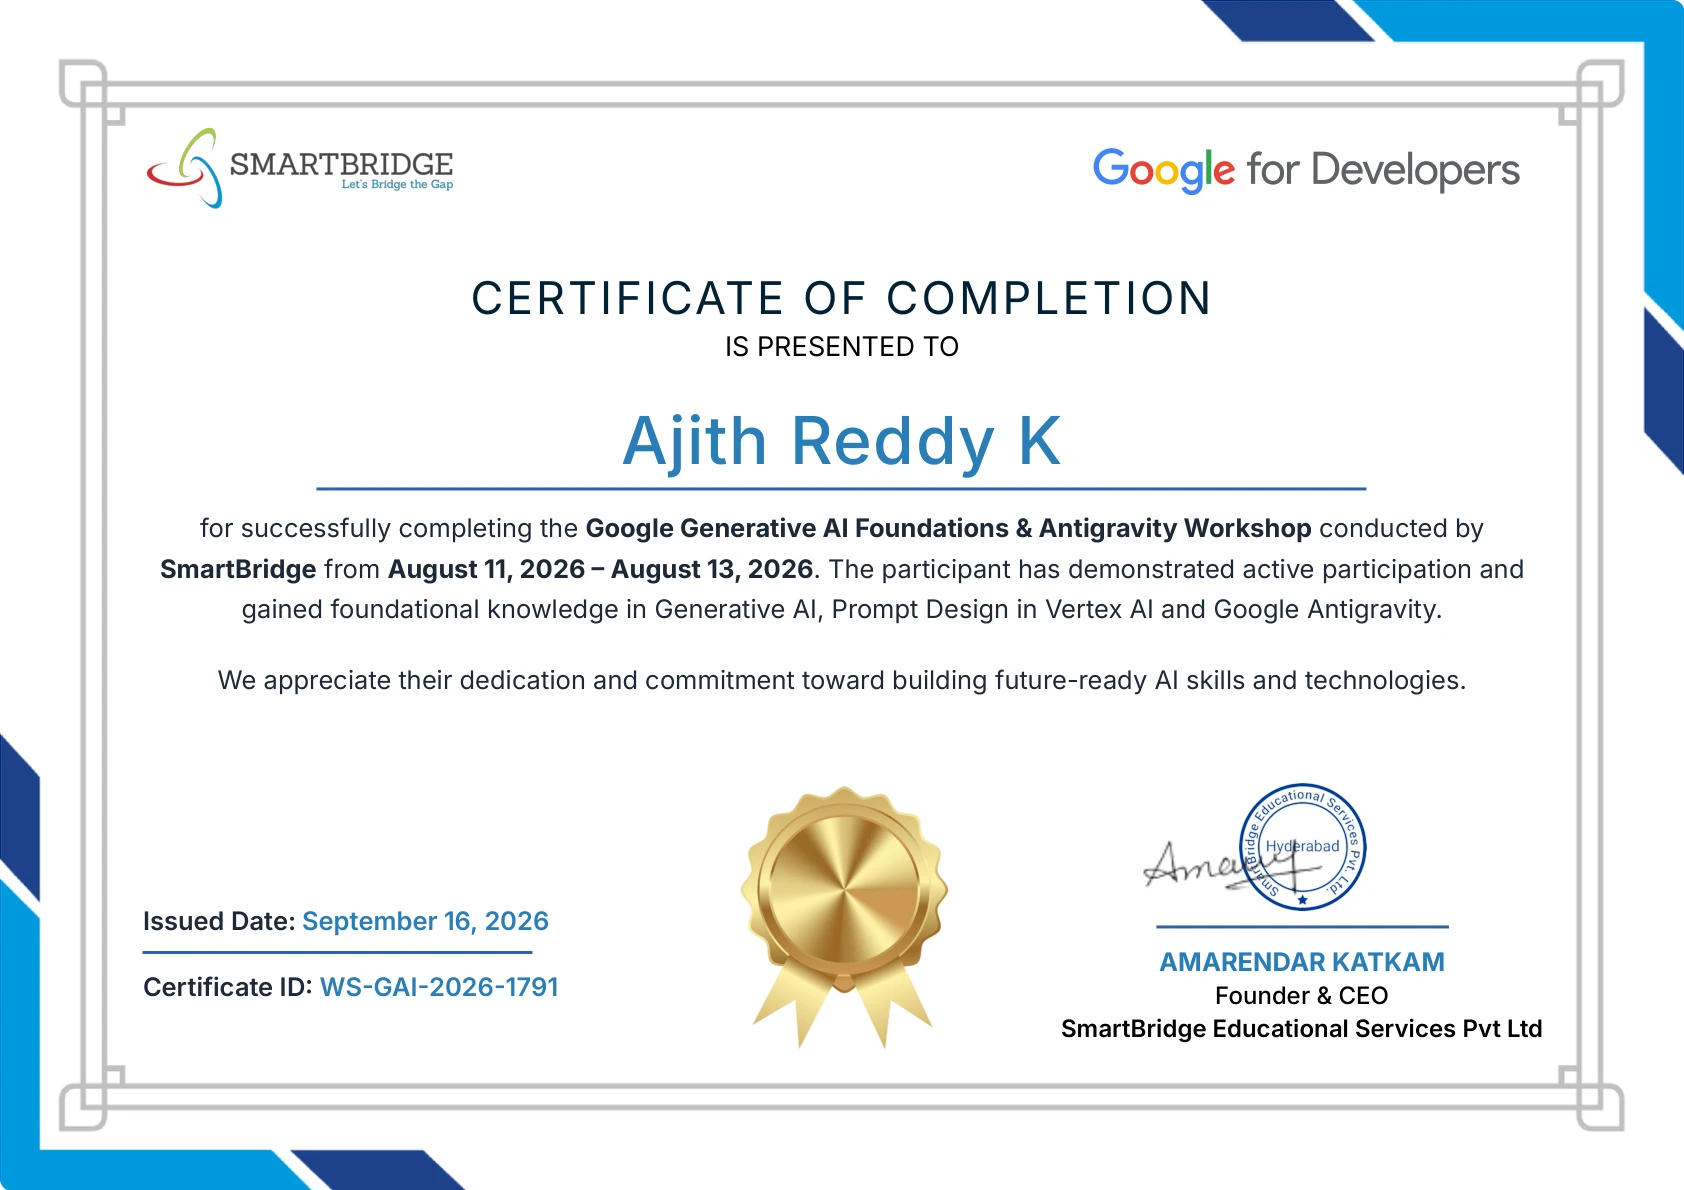 SMARTBRIDGE
Let's Bridge the Gap
Google for Developers
CERTIFICATE OF COMPLETION
IS PRESENTED TO
Ajith Reddy K
for successfully completing the Google Generative AI Foundations & Antigravity Workshop conducted by
SmartBridge from August 11, 2026 – August 13, 2026. The participant has demonstrated active participation and
gained foundational knowledge in Generative AI, Prompt Design in Vertex AI and Google Antigravity.
We appreciate their dedication and commitment toward building future-ready AI skills and technologies.
Issued Date: September 16, 2026
Certificate ID: WS-GAI-2026-1791
SmartBridge Educational Services Pvt. Ltd.
Hyderabad
AMARENDAR KATKAM
Founder & CEO
SmartBridge Educational Services Pvt Ltd